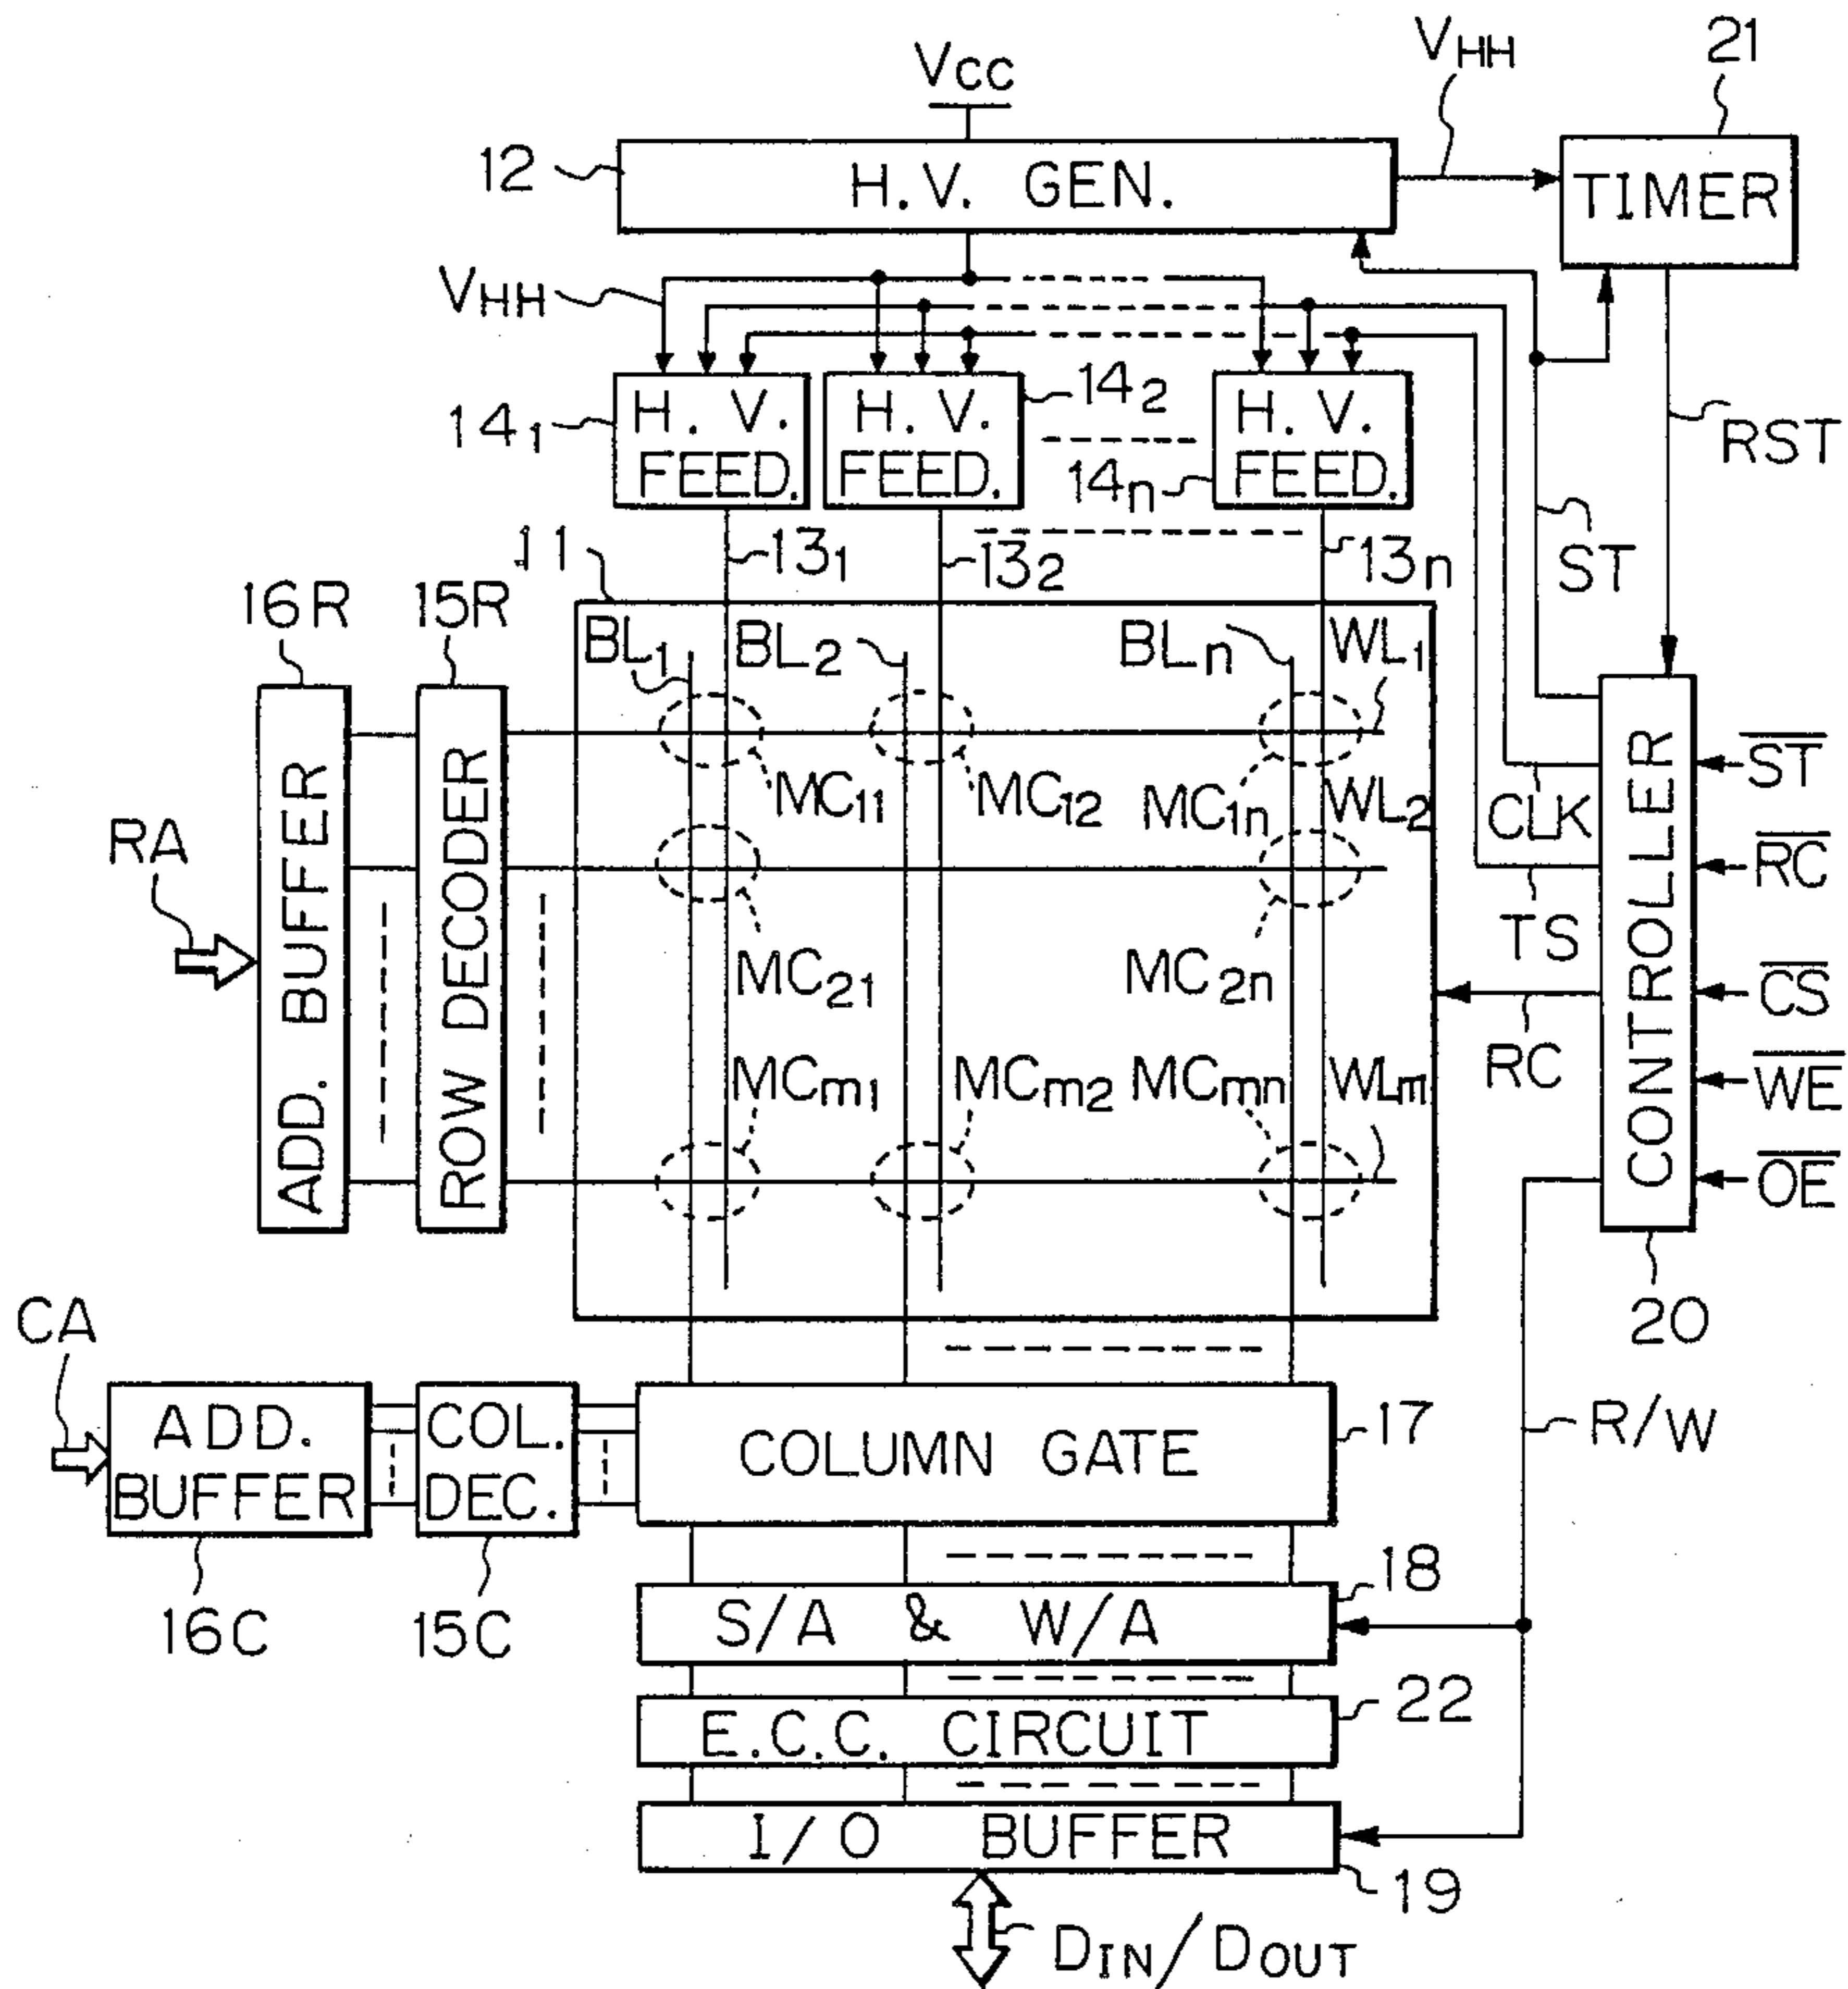 VCC
VHH
21
12
H.V. GEN.
TIMER
VHH
141
H. V.
FEED.
H. V.
FEED.
142
14n
H. V.
FEED.
RST
ST
11
131
132
13n
16R
15R
BL1
BL2
BLn
WL1
ADD. BUFFER
ROW DECODER
MC11
MC12
MC1n
WL2
CLK
CONTROLLER
ST
RC
RA
TS
CS
MC21
MC2n
RC
WE
MCm1
MCm2
MCmn
WLm
OE
20
CA
ADD.
BUFFER
COL.
DEC.
COLUMN GATE
17
R/W
16C
15C
S/A & W/A
18
E.C.C. CIRCUIT
22
I/O BUFFER
19
DIN/DOUT